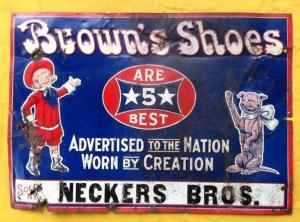 Brown's Shoes
ARE
5
BEST
ADVERTISED TO THE NATION
WORN BY CREATION
NECKERS BROS.